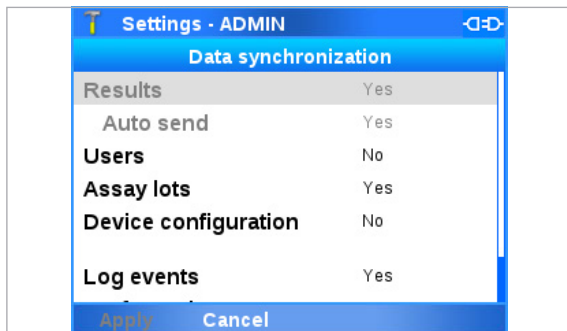 Settings - ADMIN
Data synchronization
Results Yes
Auto send Yes
Users No
Assay lots Yes
Device configuration No
Log events Yes
Apply Cancel